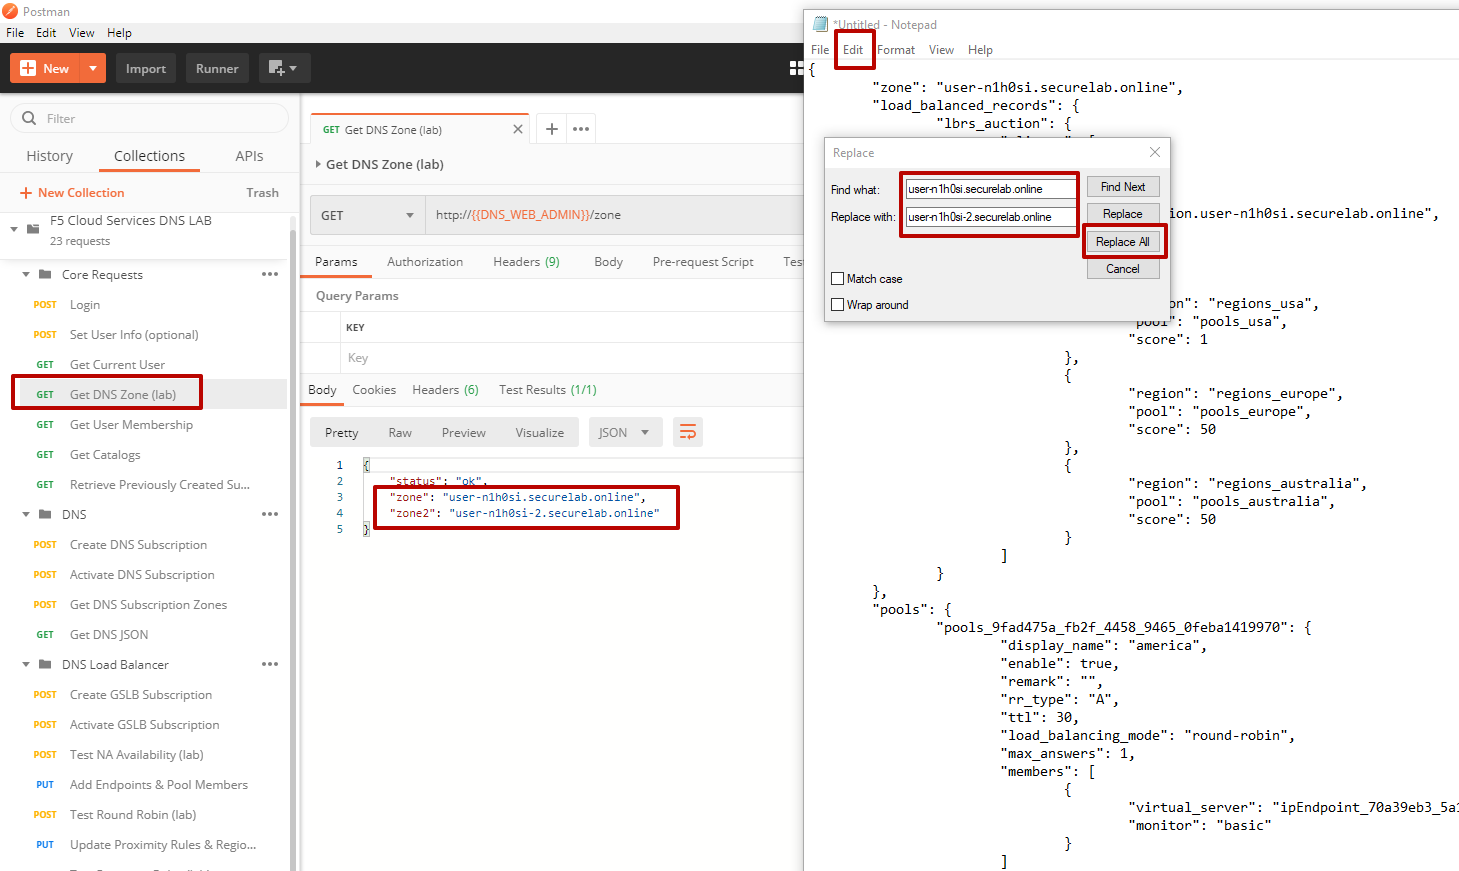 Postman
File Edit View Help
New
Import
Runner
Filter
History
Collections
APIs
New Collection
Trash
F5 Cloud Services DNS LAB
23 requests
Core Requests
POST Login
POST Set User Info (optional)
GET Get Current User
GET Get DNS Zone (lab)
GET Get User Membership
GET Get Catalogs
GET Retrieve Previously Created Su...
DNS
POST Create DNS Subscription
POST Activate DNS Subscription
POST Get DNS Subscription Zones
GET Get DNS JSON
DNS Load Balancer
POST Create GSLB Subscription
POST Activate GSLB Subscription
POST Test NA Availability (lab)
PUT Add Endpoints & Pool Members
POST Test Round Robin (lab)
PUT Update Proximity Rules & Regio...
GET Get DNS Zone (lab)
Get DNS Zone (lab)
GET http://{{DNS_WEB_ADMIN}}/zone
Params Authorization Headers (9) Body Pre-request Script
Query Params
KEY
Key
Body Cookies Headers (6) Test Results (1/1)
Pretty Raw Preview Visualize JSON
1 {
2 "status": "ok",
3 "zone": "user-n1h0si.securelab.online",
4 "zone2": "user-n1h0si-2.securelab.online"
5 }
*Untitled - Notepad
File Edit Format View Help
{
"zone": "user-n1h0si.securelab.online",
"load_balanced_records": {
"lbrs_auction": {
Replace
Find what: user-n1h0si.securelab.online Find Next
Replace with: user-n1h0si-2.securelab.online Replace
Replace All
Cancel
Match case
Wrap around
ion.user-n1h0si.securelab.online",
on": "regions_usa",
"pool": "pools_usa",
"score": 1
},
{
"region": "regions_europe",
"pool": "pools_europe",
"score": 50
},
{
"region": "regions_australia",
"pool": "pools_australia",
"score": 50
}
]
}
},
"pools": {
"pools_9fad475a_fb2f_4458_9465_0feba1419970": {
"display_name": "america",
"enable": true,
"remark": "",
"rr_type": "A",
"ttl": 30,
"load_balancing_mode": "round-robin",
"max_answers": 1,
"members": [
{
"virtual_server": "ipEndpoint_70a39eb3_5a1
"monitor": "basic"
}
]